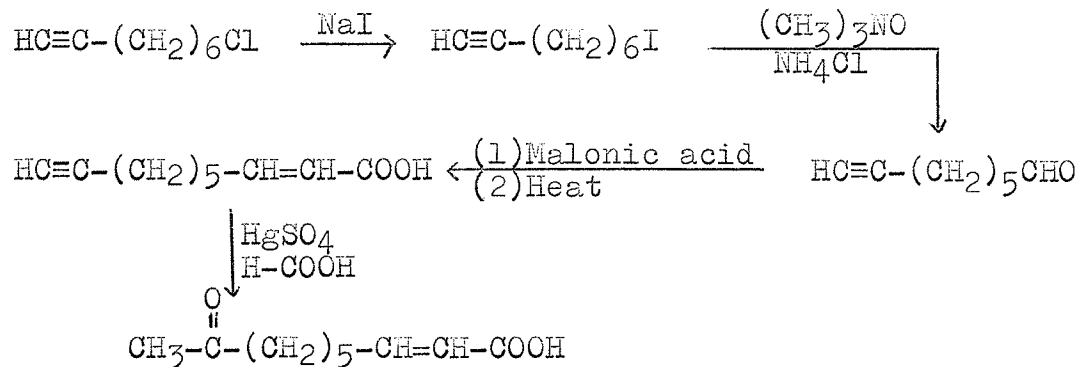 NaI (CH3)3NO
HC≡C-(CH2)6Cl HC≡C-(CH2)6I NH4Cl
HC≡C-(CH2)5-CH=CH-COOH (1)Malonic acid HC≡C-(CH2)5CHO
(2)Heat
HgSO4
H-COOH
O
CH3-C-(CH2)5-CH=CH-COOH